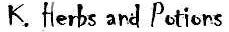 K. Herbs and Potions